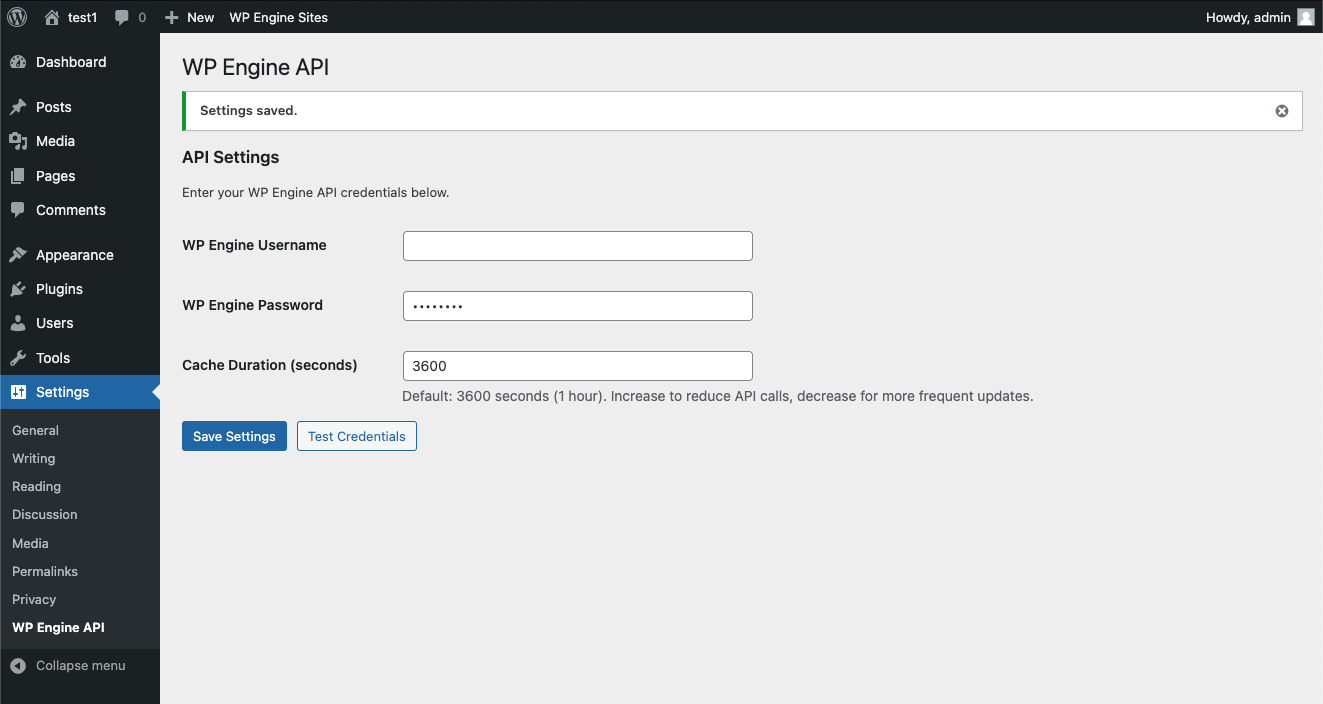 test1 0 New WP Engine Sites Howdy, admin
Dashboard
Posts
Media
Pages
Comments
Appearance
Plugins
Users
Tools
Settings
General
Writing
Reading
Discussion
Media
Permalinks
Privacy
WP Engine API
Collapse menu
WP Engine API
Settings saved.
API Settings
Enter your WP Engine API credentials below.
WP Engine Username
WP Engine Password ••••••••
Cache Duration (seconds) 3600
Default: 3600 seconds (1 hour). Increase to reduce API calls, decrease for more frequent updates.
Save Settings Test Credentials